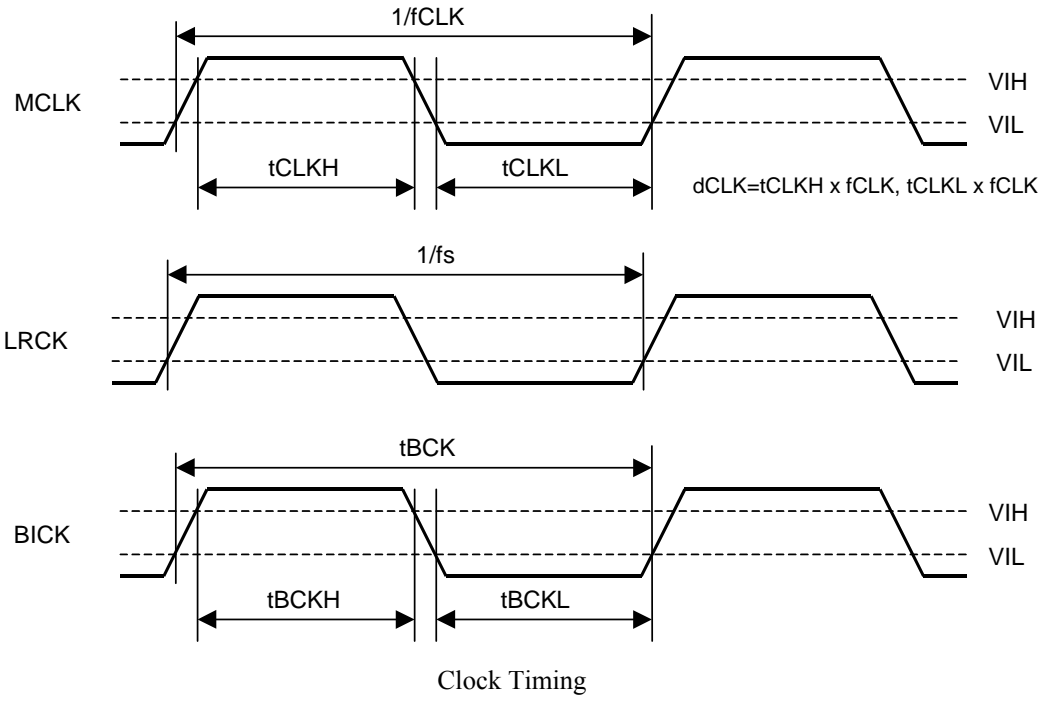 1/fCLK
MCLK
VIH
VIL
tCLKH
tCLKL
dCLK=tCLKH x fCLK, tCLKL x fCLK
1/fs
LRCK
VIH
VIL
tBCK
BICK
VIH
VIL
tBCKH
tBCKL
Clock Timing